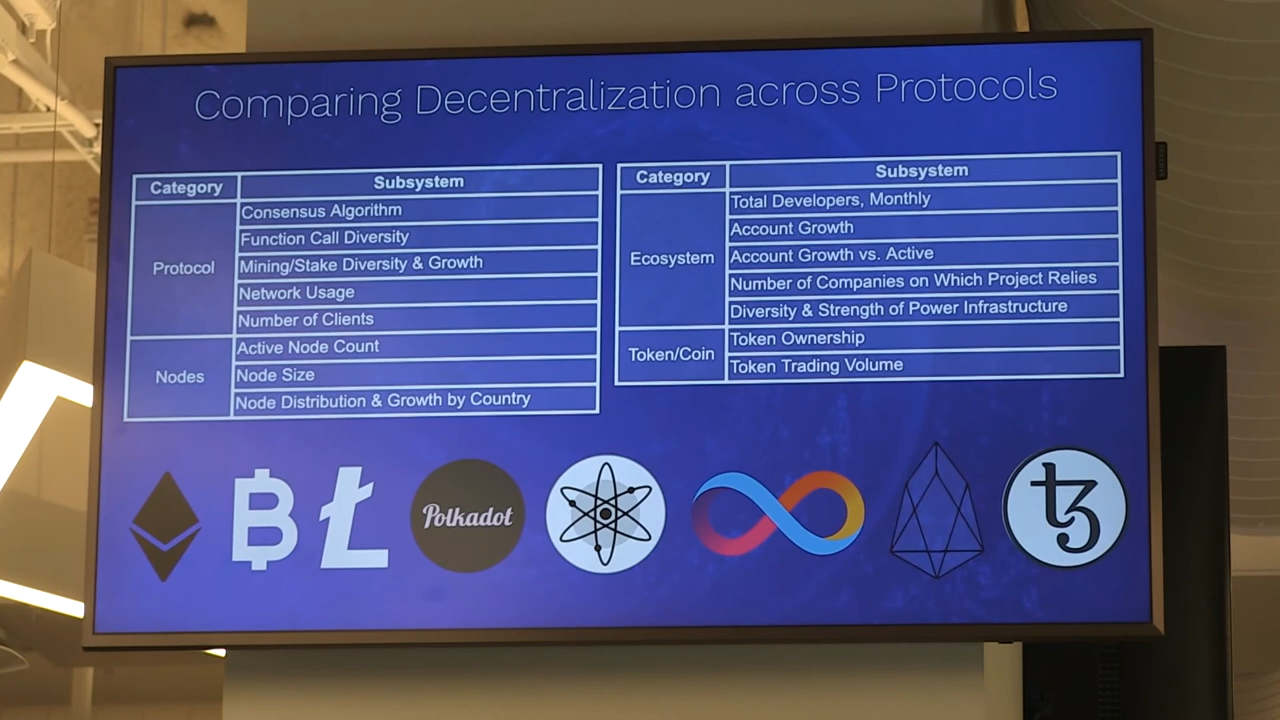 Comparing Decentralization across Protocols
Category Subsystem
Protocol
Consensus Algorithm
Function Call Diversity
Mining/Stake Diversity & Growth
Network Usage
Number of Clients
Nodes
Active Node Count
Node Size
Node Distribution & Growth by Country
Category Subsystem
Ecosystem
Total Developers, Monthly
Account Growth
Account Growth vs. Active
Number of Companies on Which Project Relies
Diversity & Strength of Power Infrastructure
Token/Coin
Token Ownership
Token Trading Volume
Polkadot